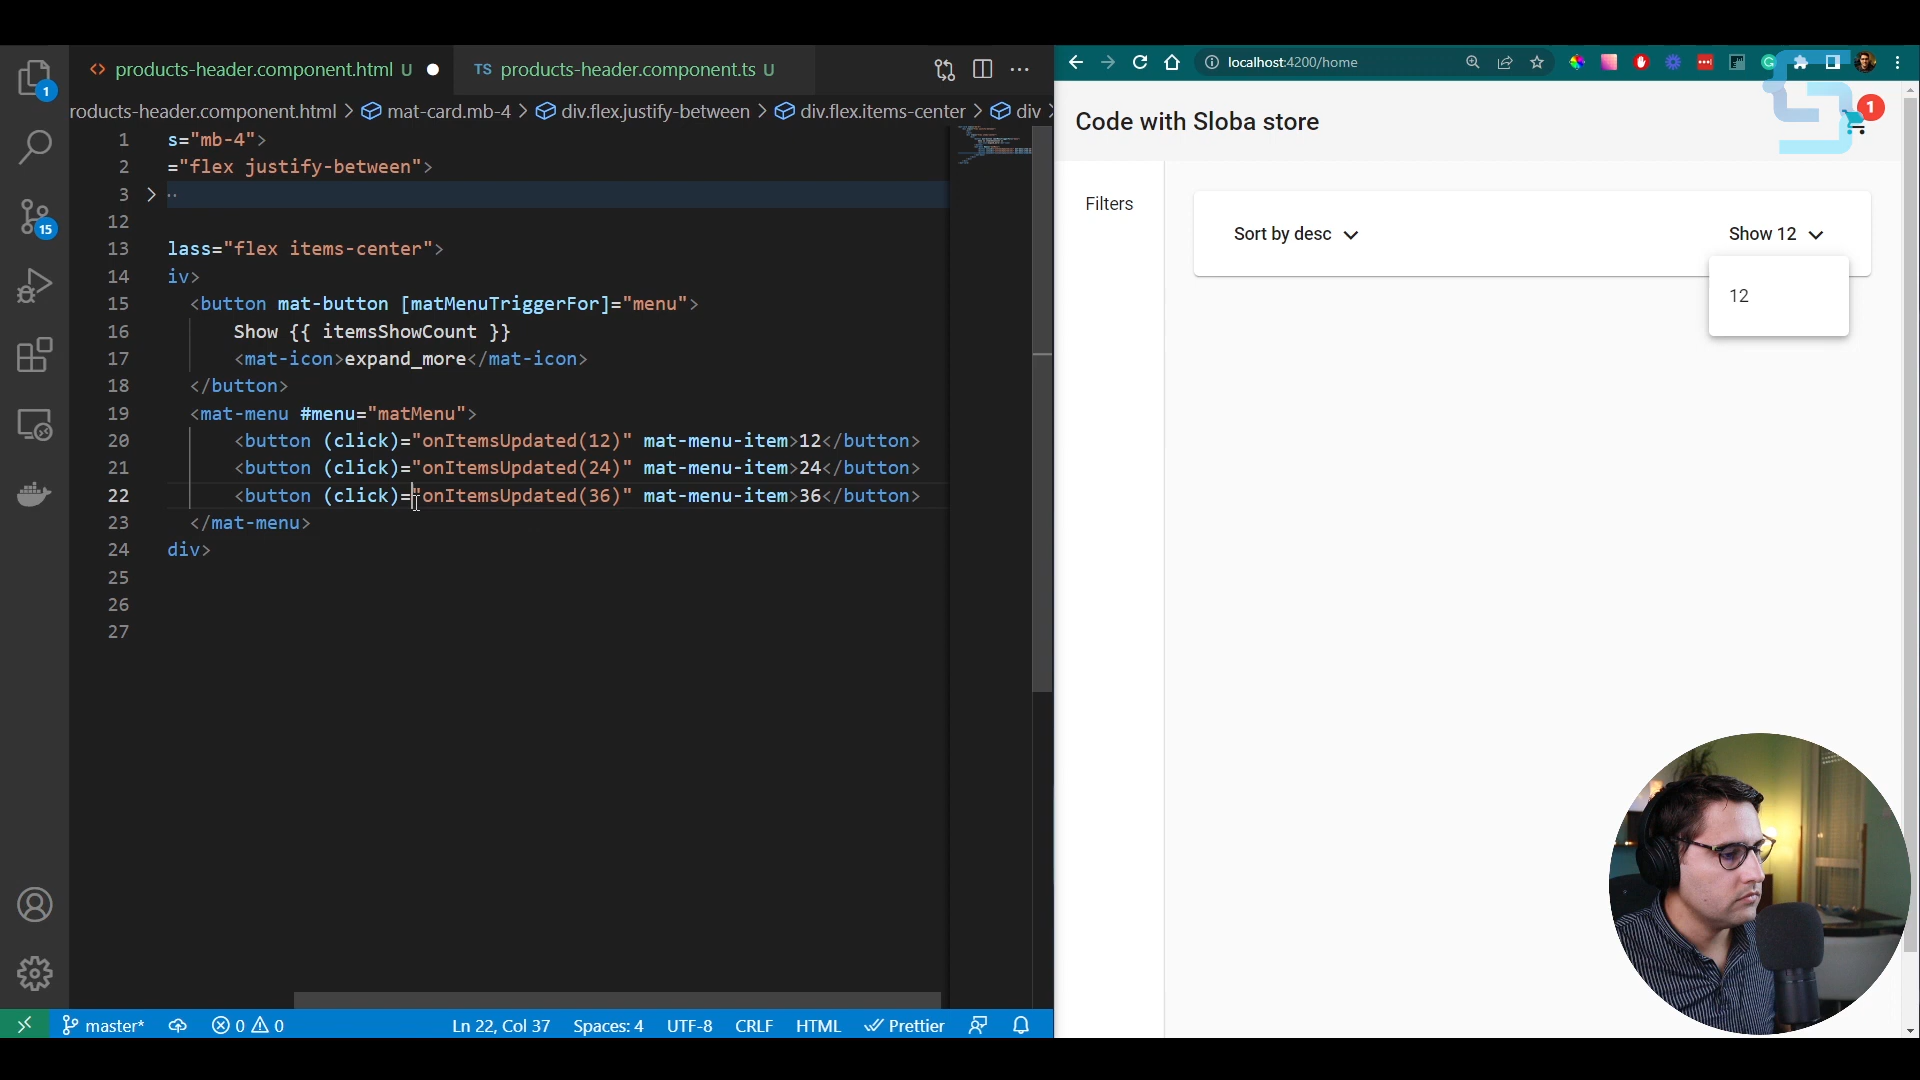 products-header.component.html U
TS products-header.component.ts U
roducts-header.component.html > mat-card.mb-4 > div.flex.justify-between > div.flex.items-center > div >
1 s="mb-4">
2 ="flex justify-between">
3 > ··
12
13 lass="flex items-center">
14 iv>
15 <button mat-button [matMenuTriggerFor]="menu">
16 Show {{ itemsShowCount }}
17 <mat-icon>expand_more</mat-icon>
18 </button>
19 <mat-menu #menu="matMenu">
20 <button (click)="onItemsUpdated(12)" mat-menu-item>12</button>
21 <button (click)="onItemsUpdated(24)" mat-menu-item>24</button>
22 <button (click)="onItemsUpdated(36)" mat-menu-item>36</button>
23 </mat-menu>
24 div>
25
26
27
1
15
master* 0 0 Ln 22, Col 37 Spaces: 4 UTF-8 CRLF HTML Prettier
localhost:4200/home
Code with Sloba store
1
Filters
Sort by desc
Show 12
12